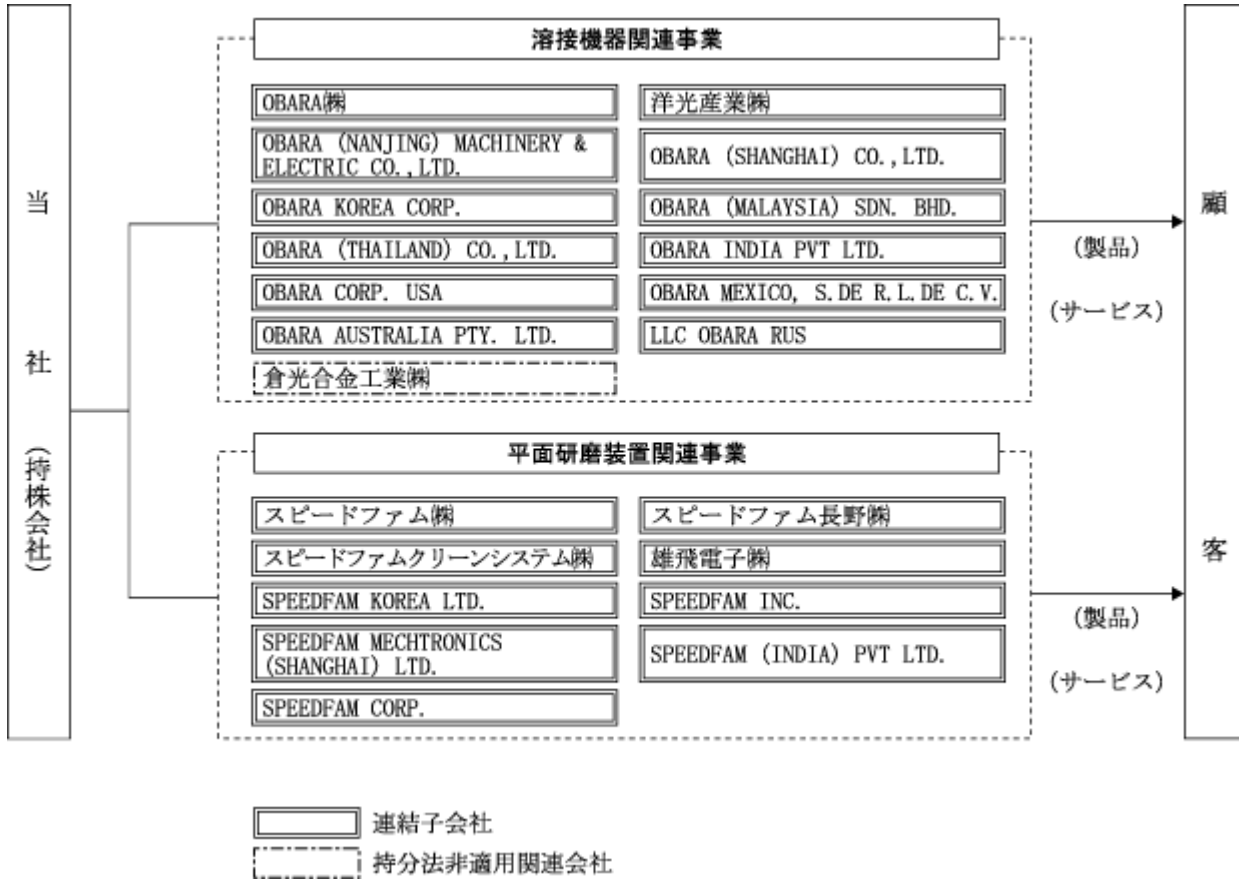 当社(持株会社)
溶接機器関連事業
OBARA㈱
洋光産業㈱
OBARA (NANJING) MACHINERY &
ELECTRIC CO.,LTD.
OBARA (SHANGHAI) CO.,LTD.
OBARA KOREA CORP.
OBARA (MALAYSIA) SDN. BHD.
OBARA (THAILAND) CO.,LTD.
OBARA INDIA PVT LTD.
OBARA CORP. USA
OBARA MEXICO, S.DE R.L.DE C.V.
OBARA AUSTRALIA PTY. LTD.
LLC OBARA RUS
倉光合金工業㈱
(製品)
(サービス)
平面研磨装置関連事業
スピードファム㈱
スピードファム長野㈱
スピードファムクリーンシステム㈱
雄飛電子㈱
SPEEDFAM KOREA LTD.
SPEEDFAM INC.
SPEEDFAM MECHTRONICS
(SHANGHAI) LTD.
SPEEDFAM (INDIA) PVT LTD.
SPEEDFAM CORP.
(製品)
(サービス)
顧客
連結子会社
持分法非適用関連会社